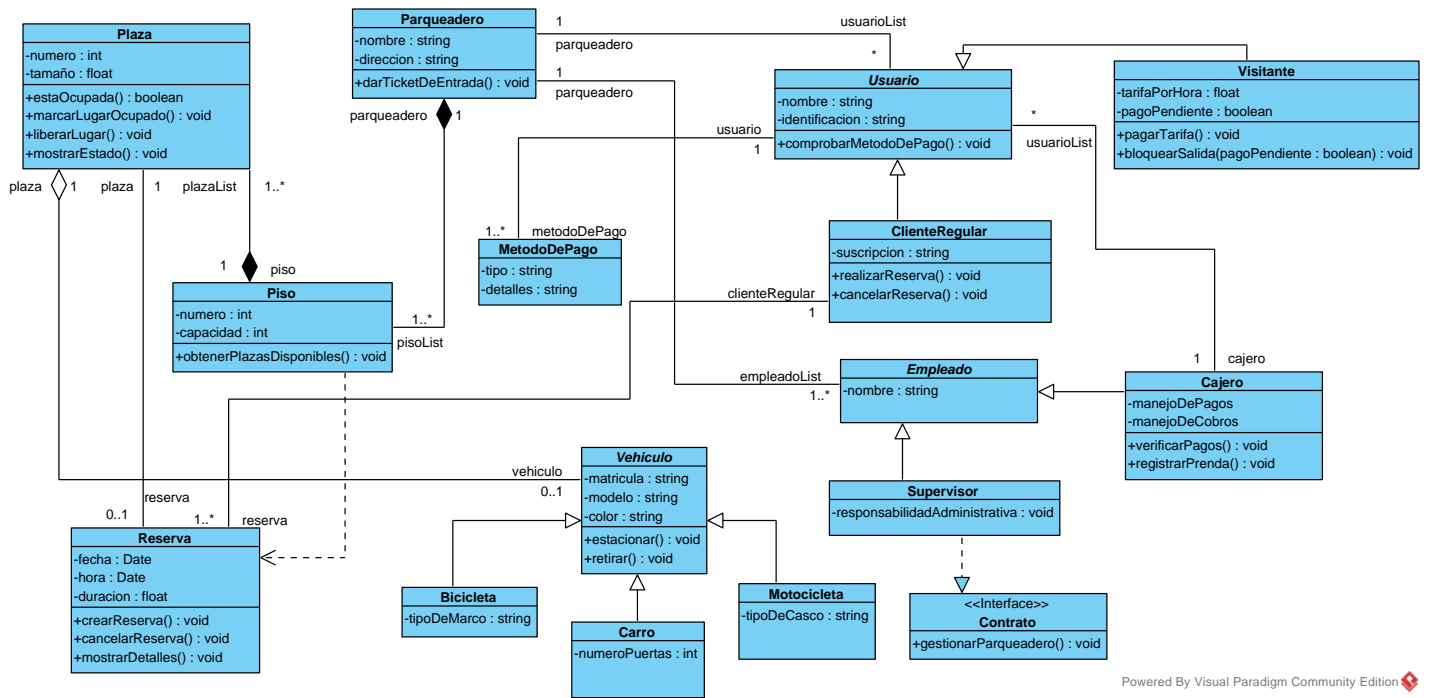 Plaza
-numero : int
-tamaño : float
+estaOcupada() : boolean
+marcarLugarOcupado() : void
+liberarLugar() : void
+mostrarEstado() : void
plaza
1
plaza
1
plazaList
1..*
Parqueadero
-nombre : string
-direccion : string
+darTicketDeEntrada() : void
parqueadero
1
1
parqueadero
1
parqueadero
usuarioList
*
Usuario
-nombre : string
-identificacion : string
+comprobarMetodoDePago() : void
usuario
1
*
usuarioList
Visitante
-tarifaPorHora : float
-pagoPendiente : boolean
+pagarTarifa() : void
+bloquearSalida(pagoPendiente : boolean) : void
1..*
metodoDePago
MetodoDePago
-tipo : string
-detalles : string
ClienteRegular
-suscripcion : string
+realizarReserva() : void
+cancelarReserva() : void
clienteRegular
1
1
piso
Piso
-numero : int
-capacidad : int
+obtenerPlazasDisponibles() : void
1..*
pisoList
empleadoList
1..*
Empleado
-nombre : string
1
cajero
Cajero
-manejoDePagos
-manejoDeCobros
+verificarPagos() : void
+registrarPrenda() : void
vehiculo
0..1
Vehiculo
-matricula : string
-modelo : string
-color : string
+estacionar() : void
+retirar() : void
Supervisor
-responsabilidadAdministrativa : void
reserva
0..1
1..*
reserva
Reserva
-fecha : Date
-hora : Date
-duracion : float
+crearReserva() : void
+cancelarReserva() : void
+mostrarDetalles() : void
Bicicleta
-tipoDeMarco : string
Carro
-numeroPuertas : int
Motocicleta
-tipoDeCasco : string
<<Interface>>
Contrato
+gestionarParqueadero() : void
Powered By Visual Paradigm Community Edition